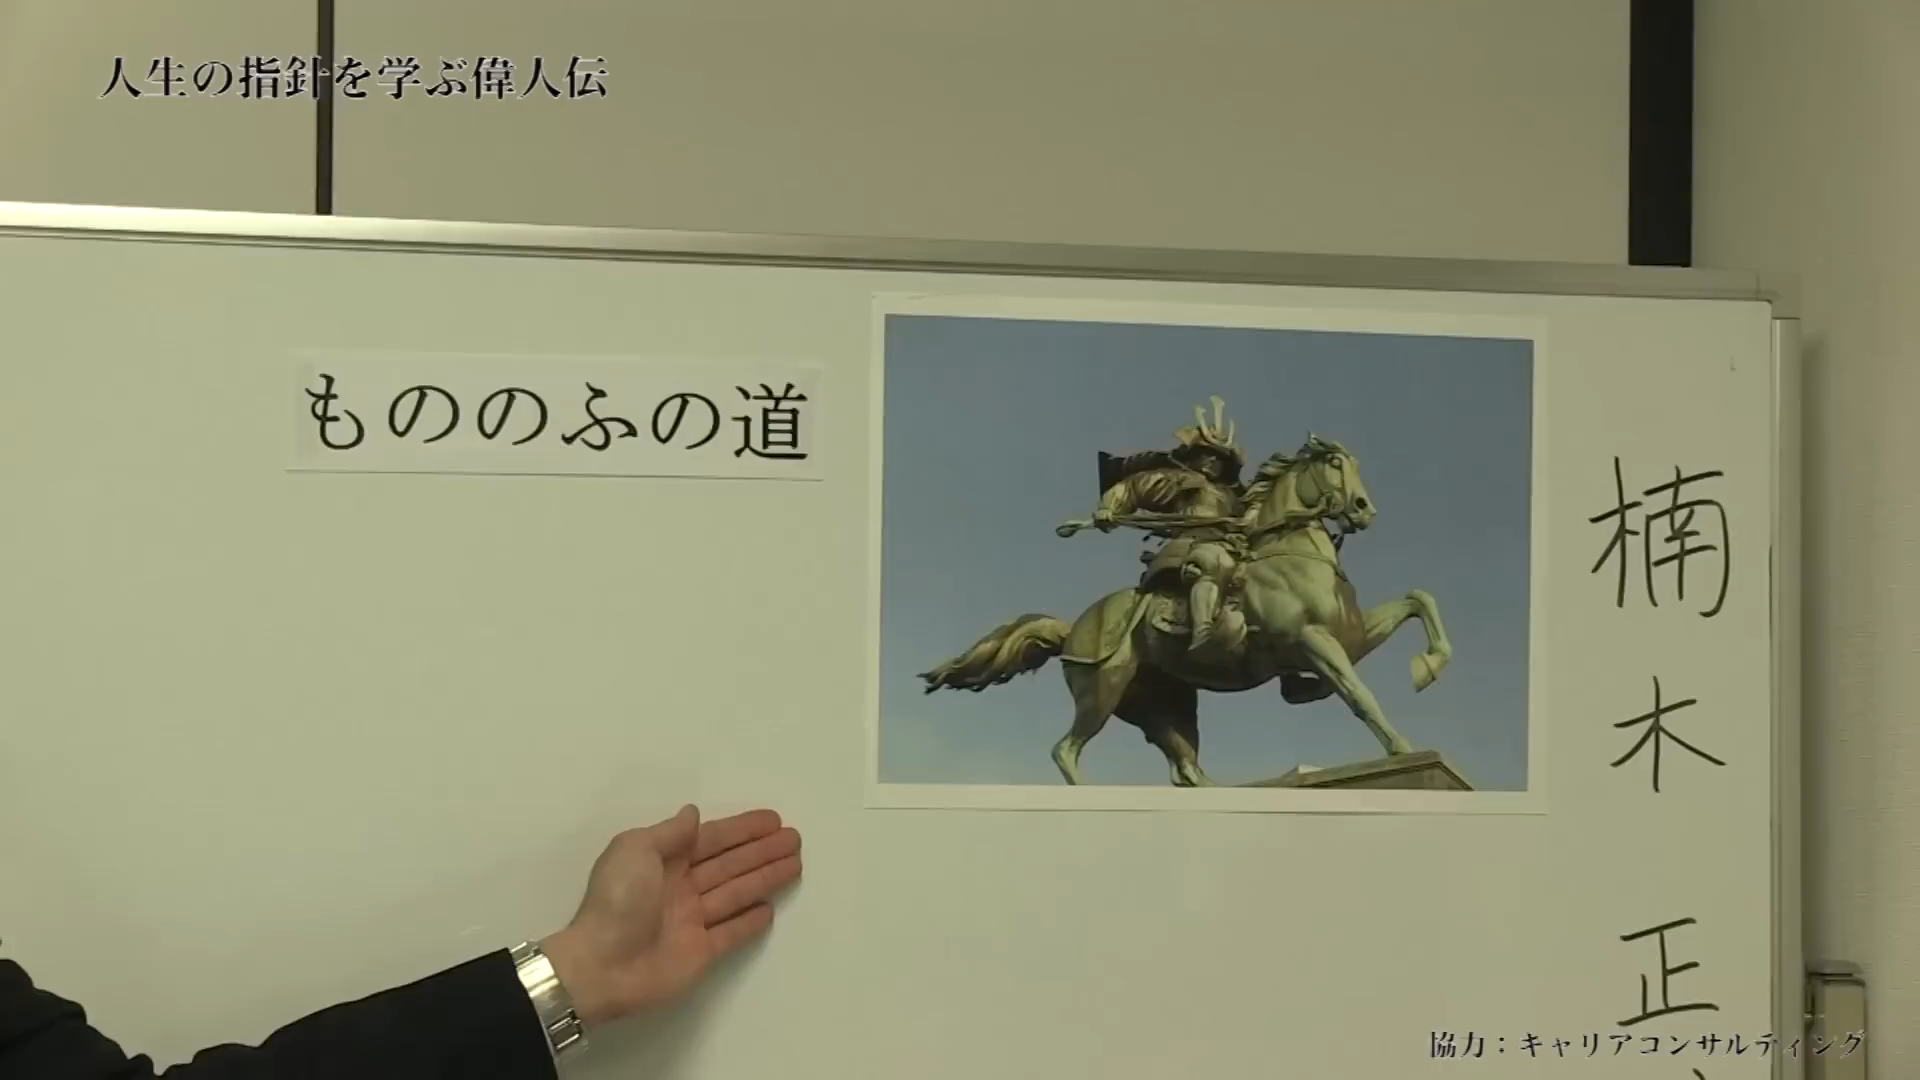 人生の指針を学ぶ偉人伝
もののふの道
楠木正
協力：キャリアコンサルティング